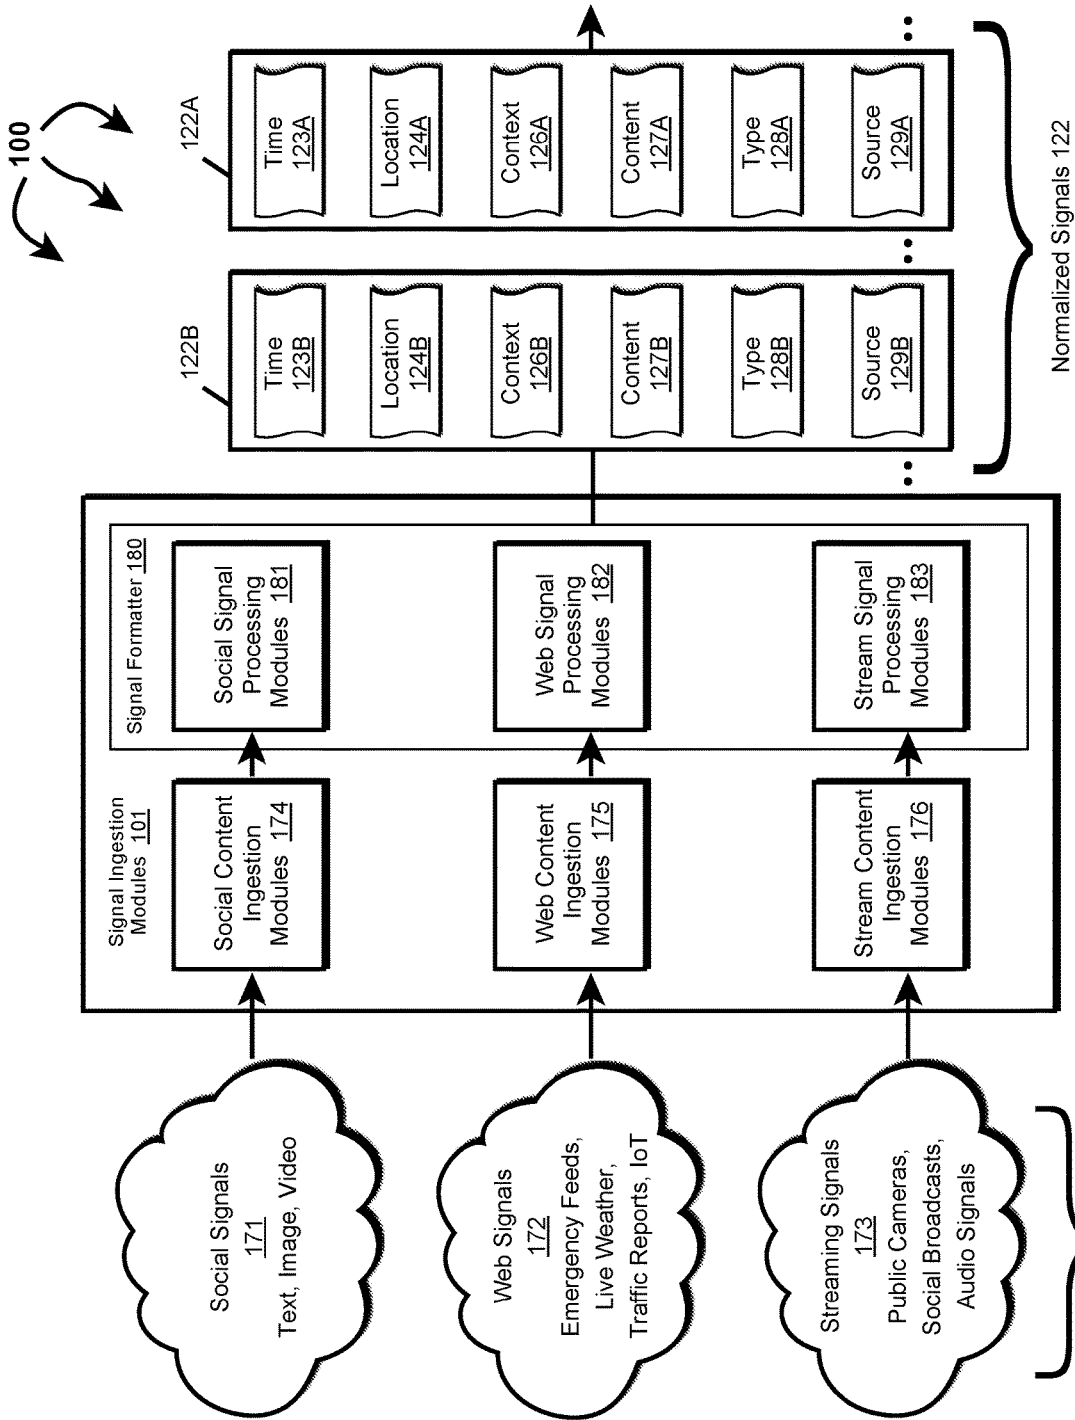 100
Social Signals
171
Text, Image, Video
Web Signals
172
Emergency Feeds,
Live Weather,
Traffic Reports, IoT
Streaming Signals
173
Public Cameras,
Social Broadcasts,
Audio Signals
Signal Ingestion
Modules 101
Social Content
Ingestion
Modules 174
Web Content
Ingestion
Modules 175
Stream Content
Ingestion
Modules 176
Signal Formatter 180
Social Signal
Processing
Modules 181
Web Signal
Processing
Modules 182
Stream Signal
Processing
Modules 183
122B
Time
123B
Location
124B
Context
126B
Content
127B
Type
128B
Source
129B
122A
Time
123A
Location
124A
Context
126A
Content
127A
Type
128A
Source
129A
Normalized Signals 122